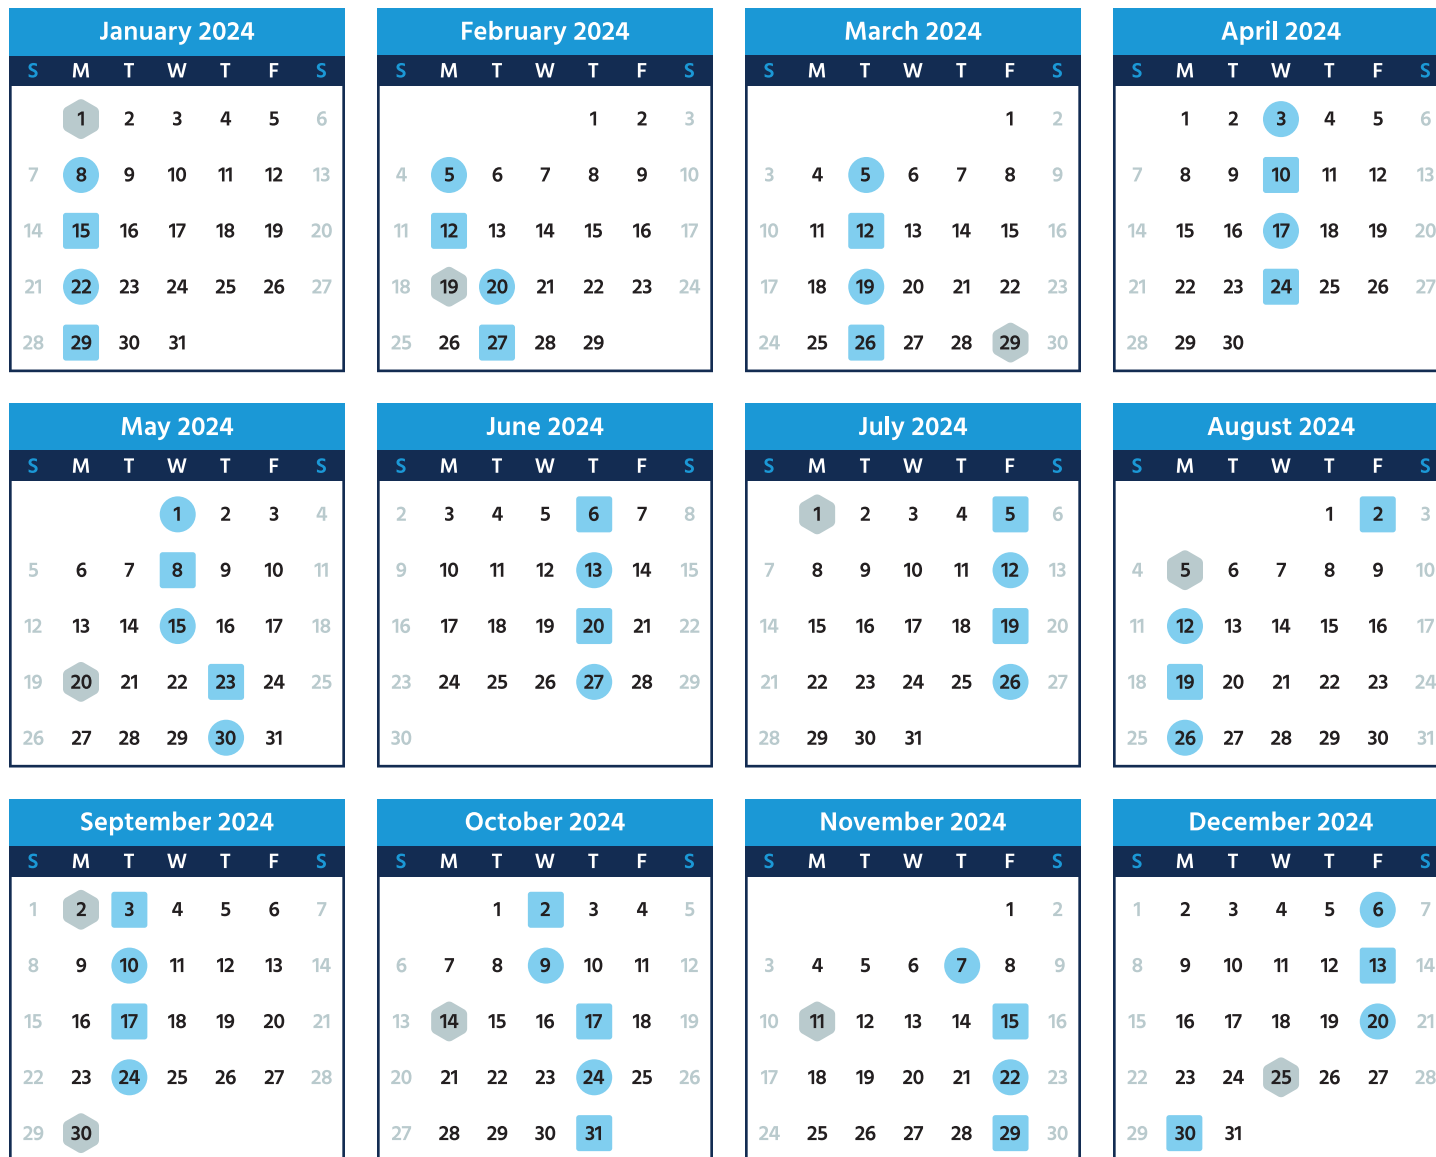 January 2024
S M T W T F S
1 2 3 4 5 6
7 8 9 10 11 12 13
14 15 16 17 18 19 20
21 22 23 24 25 26 27
28 29 30 31
February 2024
S M T W T F S
1 2 3
4 5 6 7 8 9 10
11 12 13 14 15 16 17
18 19 20 21 22 23 24
25 26 27 28 29
March 2024
S M T W T F S
1 2
3 4 5 6 7 8 9
10 11 12 13 14 15 16
17 18 19 20 21 22 23
24 25 26 27 28 29 30
April 2024
S M T W T F S
1 2 3 4 5 6
7 8 9 10 11 12 13
14 15 16 17 18 19 20
21 22 23 24 25 26 27
28 29 30
May 2024
S M T W T F S
1 2 3 4
5 6 7 8 9 10 11
12 13 14 15 16 17 18
19 20 21 22 23 24 25
26 27 28 29 30 31
June 2024
S M T W T F S
2 3 4 5 6 7 8
9 10 11 12 13 14 15
16 17 18 19 20 21 22
23 24 25 26 27 28 29
30
July 2024
S M T W T F S
1 2 3 4 5 6
7 8 9 10 11 12 13
14 15 16 17 18 19 20
21 22 23 24 25 26 27
28 29 30 31
August 2024
S M T W T F S
1 2 3
4 5 6 7 8 9 10
11 12 13 14 15 16 17
18 19 20 21 22 23 24
25 26 27 28 29 30 31
September 2024
S M T W T F S
1 2 3 4 5 6 7
8 9 10 11 12 13 14
15 16 17 18 19 20 21
22 23 24 25 26 27 28
29 30
October 2024
S M T W T F S
1 2 3 4 5
6 7 8 9 10 11 12
13 14 15 16 17 18 19
20 21 22 23 24 25 26
27 28 29 30 31
November 2024
S M T W T F S
1 2
3 4 5 6 7 8 9
10 11 12 13 14 15 16
17 18 19 20 21 22 23
24 25 26 27 28 29 30
December 2024
S M T W T F S
1 2 3 4 5 6 7
8 9 10 11 12 13 14
15 16 17 18 19 20 21
22 23 24 25 26 27 28
29 30 31